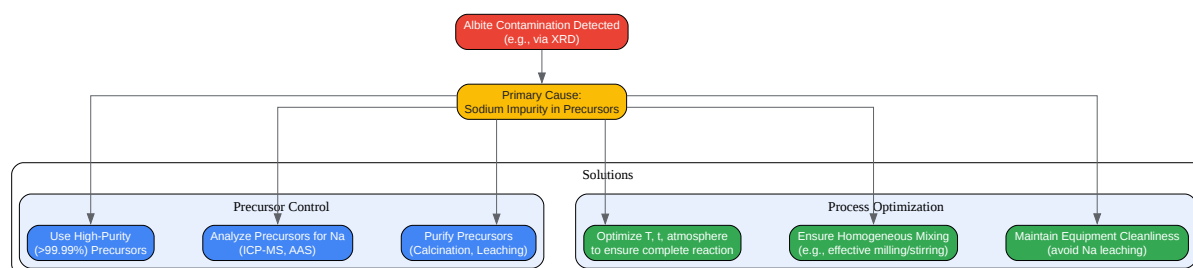 Albite Contamination Detected
(e.g., via XRD)
Primary Cause:
Sodium Impurity in Precursors
Solutions
Precursor Control
Process Optimization
Use High-Purity
(>99.99%) Precursors
Analyze Precursors for Na
(ICP-MS, AAS)
Purify Precursors
(Calcination, Leaching)
Optimize T, t, atmosphere
to ensure complete reaction
Ensure Homogeneous Mixing
(e.g., effective milling/stirring)
Maintain Equipment Cleanliness
(avoid Na leaching)